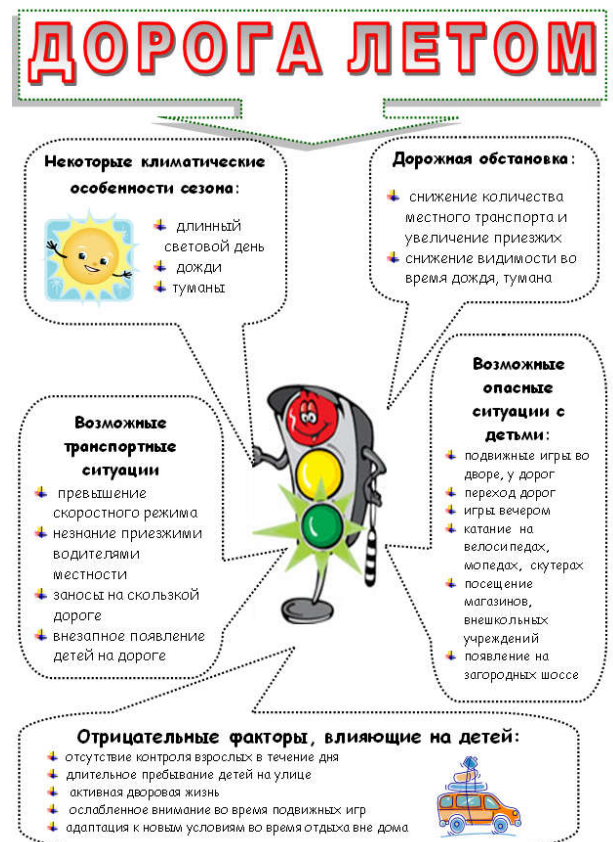 ДОРОГА ЛЕТОМ
Некоторые климатические
особенности сезона:
длинный
световой день
дожди
туманы
Дорожная обстановка:
снижение количества
местного транспорта и
увеличение приезжих
снижение видимости во
время дождя, тумана
Возможные
транспортные
ситуации
превышение
скоростного режима
незнание приезжими
водителями
местности
заносы на скользкой
дороге
внезапное появление
детей на дороге
Возможные
опасные
ситуации с
детьми:
подвижные игры во
дворе, у дорог
переход дорог
игры вечером
катание на
велосипедах,
мопедах, скутерах
посещение
магазинов,
внешкольных
учреждений
появление на
загородных шоссе
Отрицательные факторы, влияющие на детей:
отсутствие контроля взрослых в течение дня
длительное пребывание детей на улице
активная дворовая жизнь
ослабленное внимание во время подвижных игр
адаптация к новым условиям во время отдыха вне дома